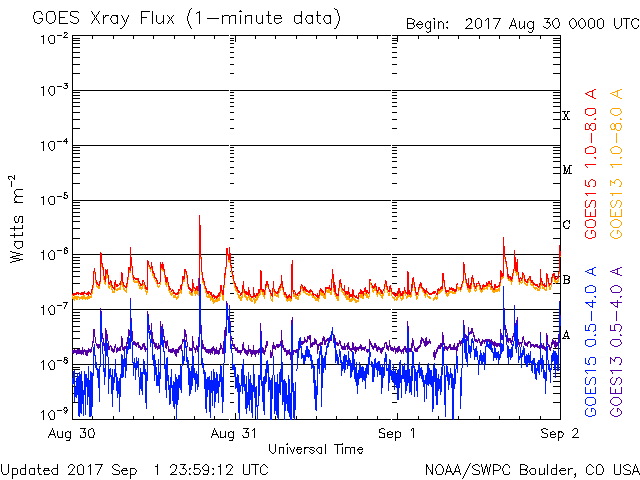 GOES Xray Flux (1-minute data)
Begin: 2017 Aug 30 0000 UTC
10-2
10-3
10-4
10-5
10-6
10-7
10-8
10-9
Watts m-2
X
M
C
B
A
GOES15 1.0-8.0 A
GOES13 1.0-8.0 A
GOES15 0.5-4.0 A
GOES13 0.5-4.0 A
Aug 30 Aug 31 Sep 1 Sep 2
Universal Time
Updated 2017 Sep 1 23:59:12 UTC
NOAA/SWPC Boulder, CO USA